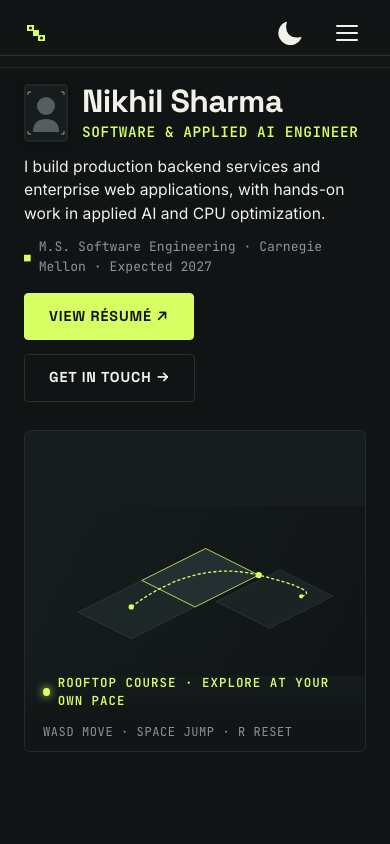 Nikhil Sharma
SOFTWARE & APPLIED AI ENGINEER
I build production backend services and
enterprise web applications, with hands-on
work in applied AI and CPU optimization.
M.S. Software Engineering · Carnegie
Mellon · Expected 2027
VIEW RÉSUMÉ ↗
GET IN TOUCH →
ROOFTOP COURSE · EXPLORE AT YOUR
OWN PACE
WASD MOVE · SPACE JUMP · R RESET